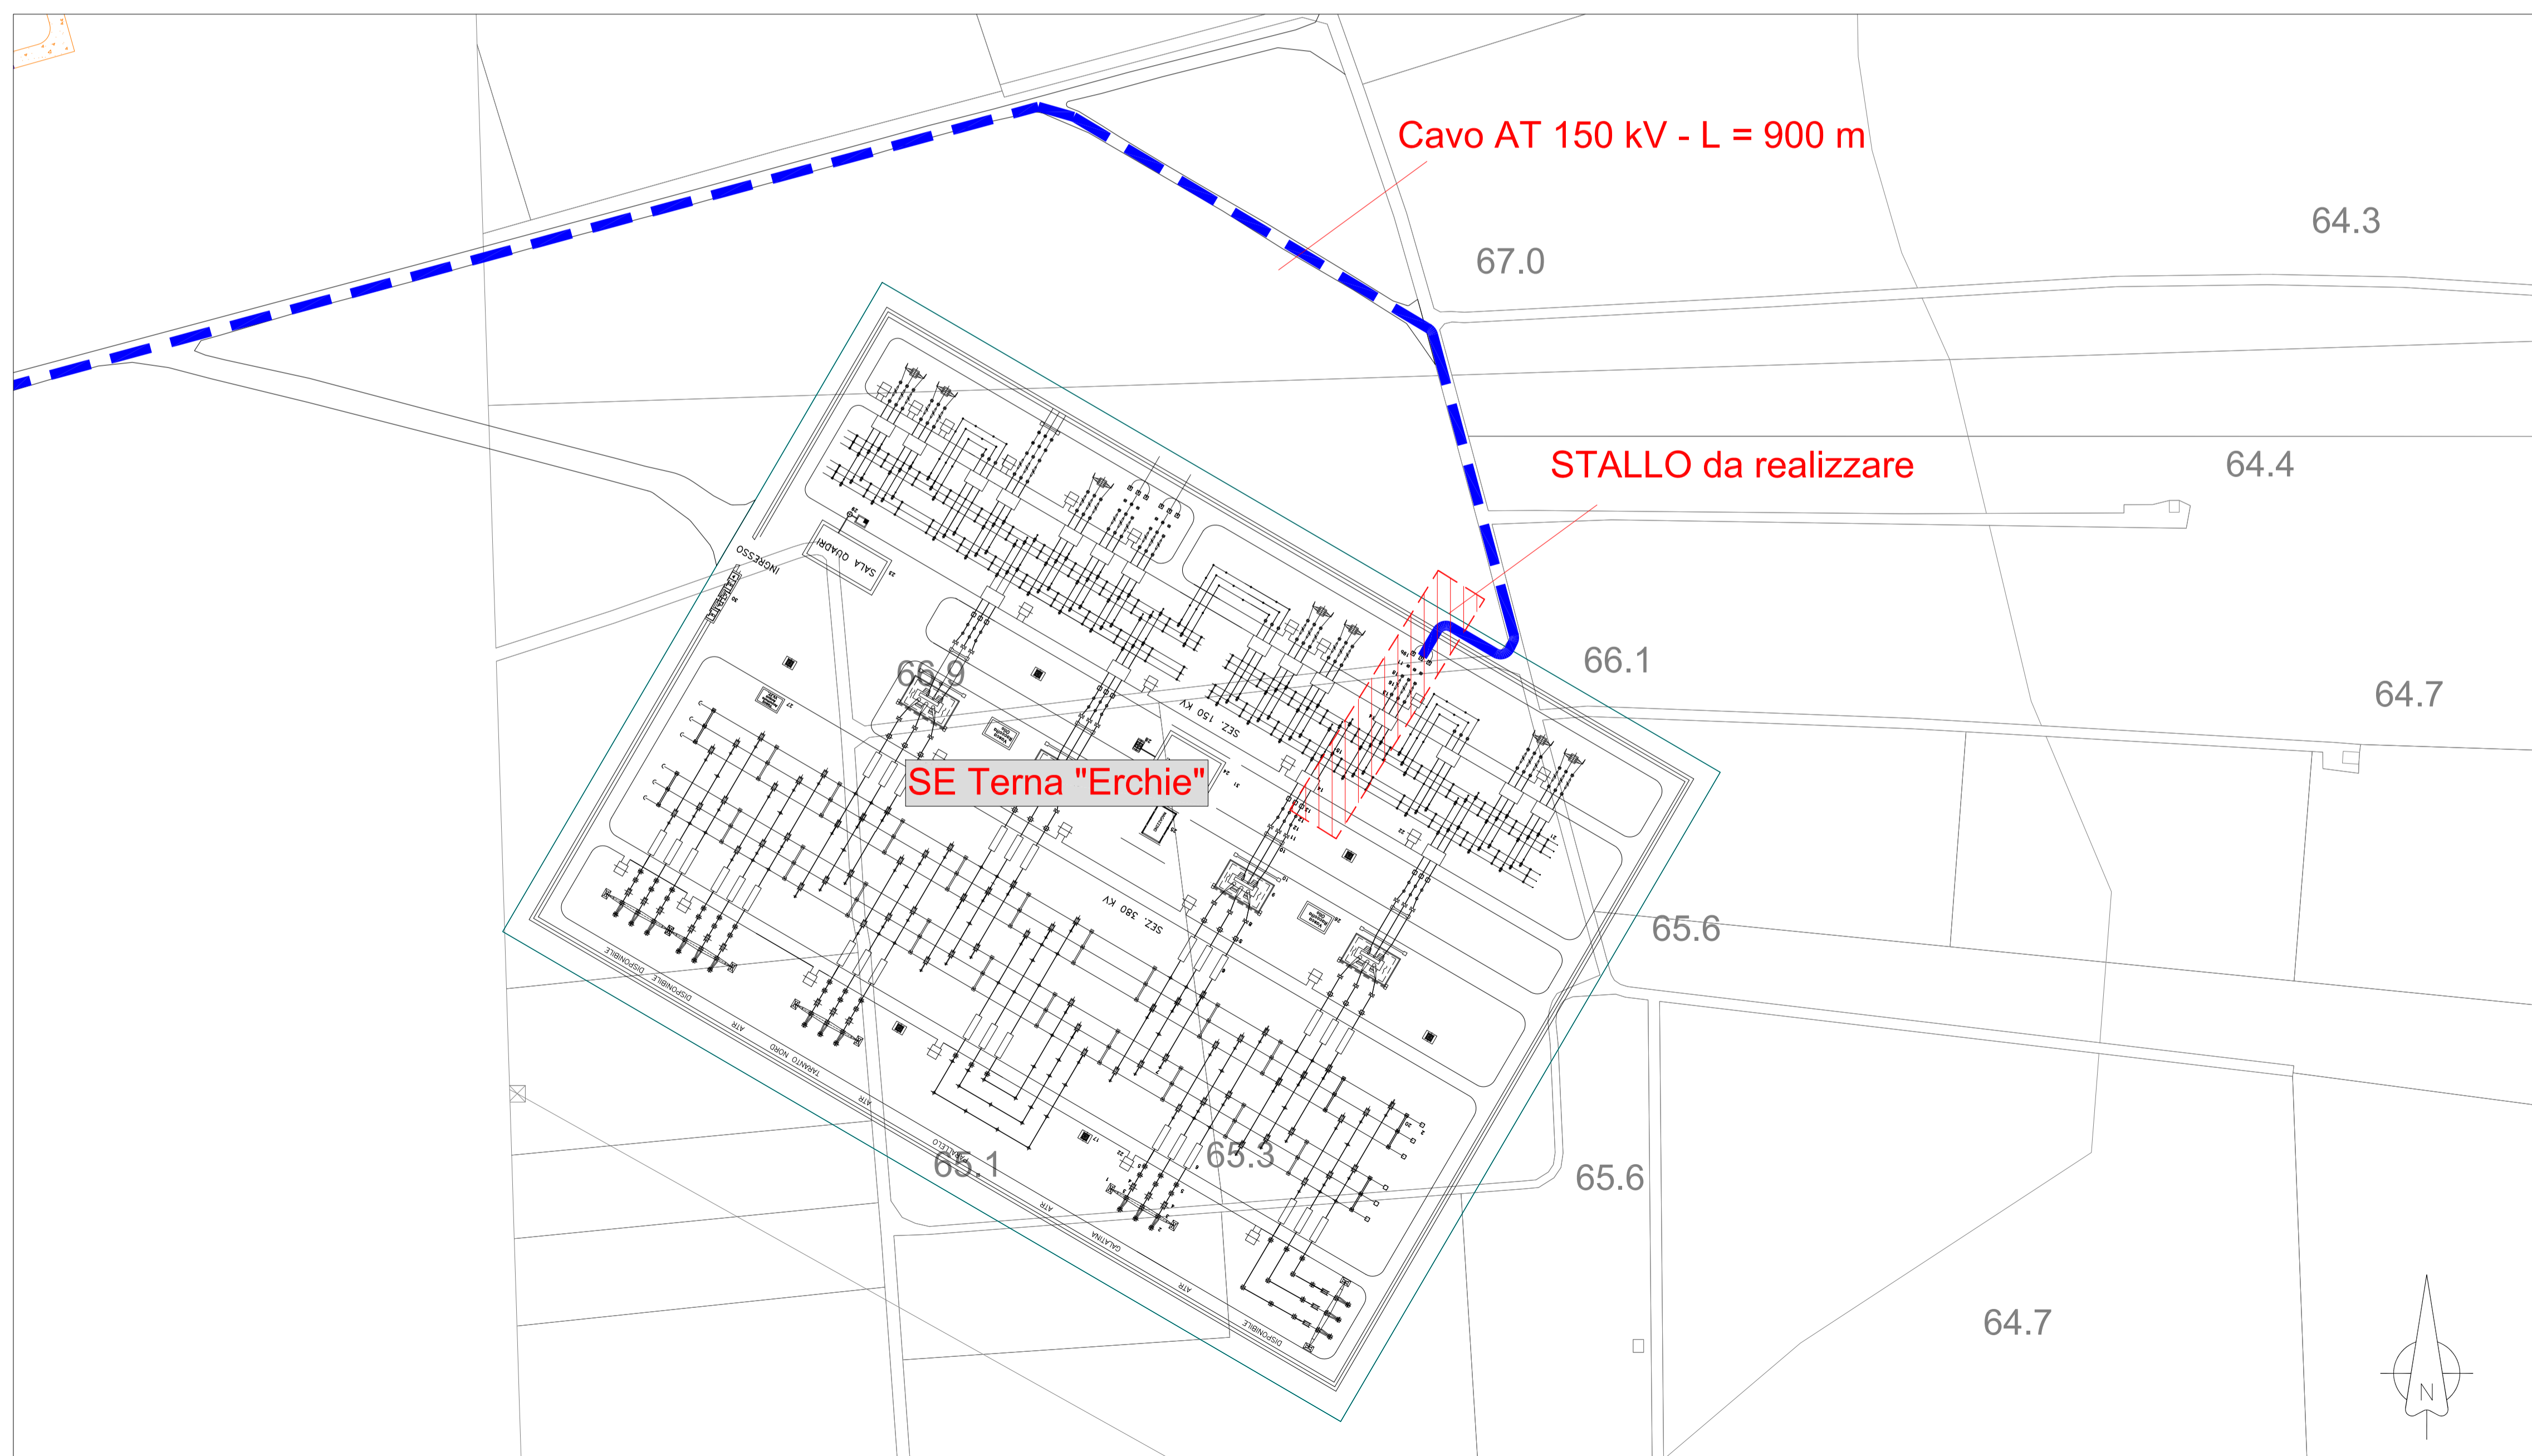 Cavo AT 150 kV - L = 900 m
64.3
67.0
STALLO da realizzare
64.4
INGRESSO
SALA QUADRI
66.1
66.9
64.7
SEZ. 150 KV
SE Terna "Erchie"
SEZ. 380 KV
65.6
DISPONIBILE
ATR
TARANTO NORD
ATR
PARALLELO
65.1
65.3
65.6
ATR
GALATINA
ATR
DISPONIBILE
64.7
N